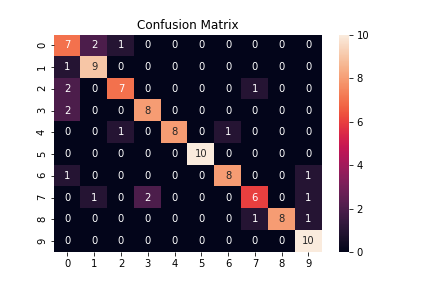 Confusion Matrix
0 7 2 1 0 0 0 0 0 0 0
1 1 9 0 0 0 0 0 0 0 0
2 2 0 7 0 0 0 0 1 0 0
3 2 0 0 8 0 0 0 0 0 0
4 0 0 1 0 8 0 1 0 0 0
5 0 0 0 0 0 10 0 0 0 0
6 1 0 0 0 0 0 8 0 0 1
7 0 1 0 2 0 0 0 6 0 1
8 0 0 0 0 0 0 0 1 8 1
9 0 0 0 0 0 0 0 0 0 10
0 1 2 3 4 5 6 7 8 9
10
8
6
4
2
0